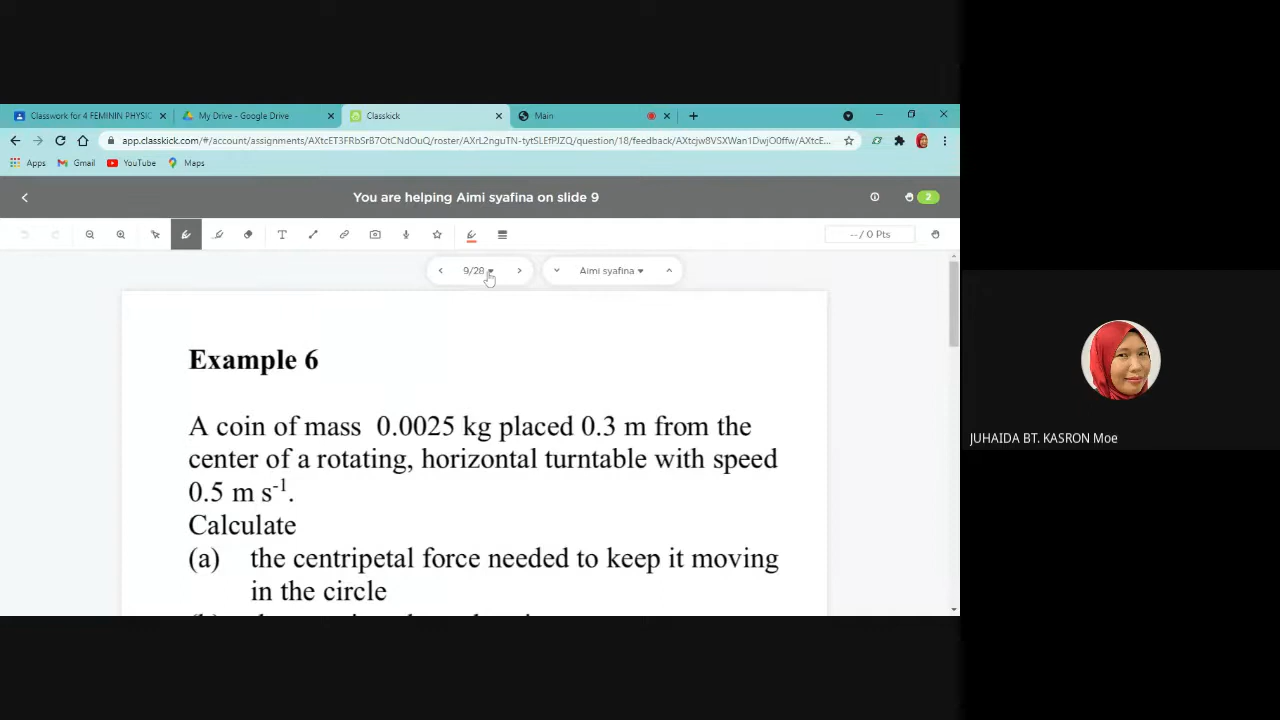 Classwork for 4 FEMININ PHYSIC
My Drive - Google Drive
Classkick
Main
app.classkick.com/#/account/assignments/AXtcET3FRbSrB7OtCNdOuQ/roster/AXrL2nguTN-tytSLEfPJZQ/question/18/feedback/AXtcjw8VSXWan1DwjO0ffw/AXtcE...
Apps
Gmail
YouTube
Maps
You are helping Aimi syafina on slide 9
2
-- / 0 Pts
9/28
Aimi syafina
Example 6
A coin of mass 0.0025 kg placed 0.3 m from the
center of a rotating, horizontal turntable with speed
0.5 m s⁻¹.
Calculate
(a) the centripetal force needed to keep it moving
in the circle
JUHAIDA BT. KASRON Moe